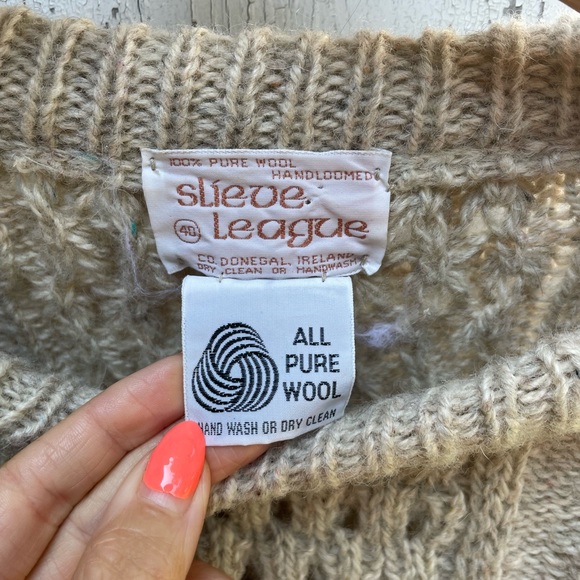 100% PURE WOOL
HANDLOOMED
Slieve
40 League
CO. DONEGAL, IRELAND
DRY CLEAN OR HANDWASH
ALL
PURE
WOOL
HAND WASH OR DRY CLEAN